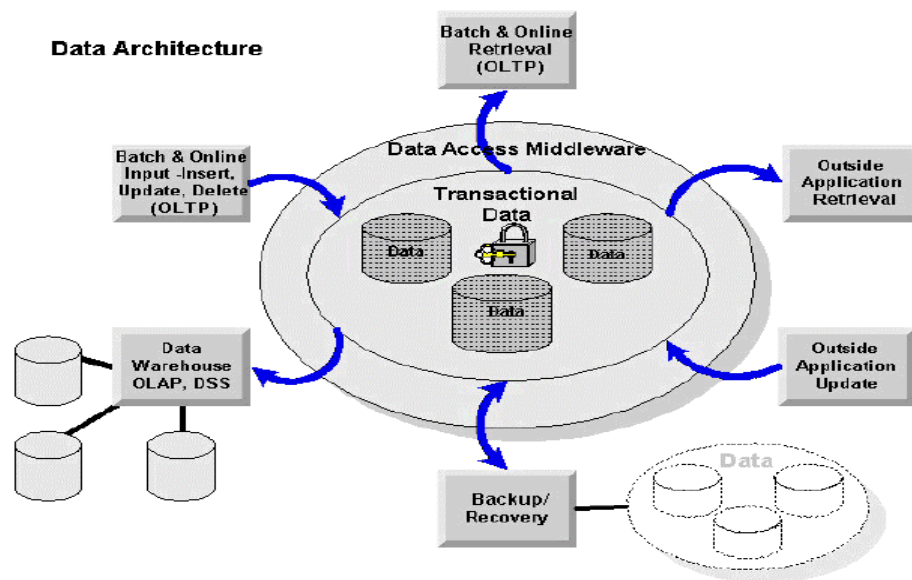 Data Architecture
Batch & Online
Retrieval
(OLTP)
Batch & Online
Input -Insert,
Update, Delete
(OLTP)
Data Access Middleware
Outside
Application
Retrieval
Transactional
Data
Data
Data
Data
Data
Warehouse
OLAP, DSS
Outside
Application
Update
Backup/
Recovery
Data